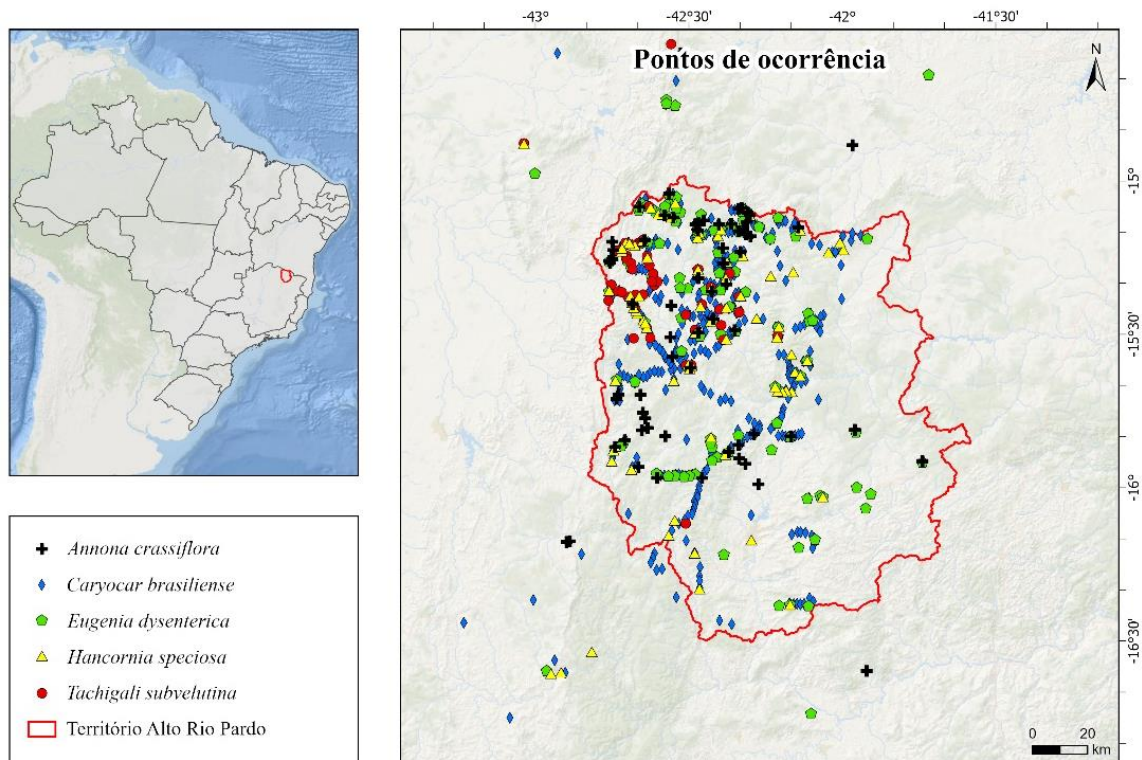 -43° -42°30' -42° -41°30'
Pontos de ocorrência
N
-15°
-15°30'
-16°
-16°30'
0 20
km
Annona crassiflora
Caryocar brasiliense
Eugenia dysenterica
Hancornia speciosa
Tachigali subvelutina
Território Alto Rio Pardo